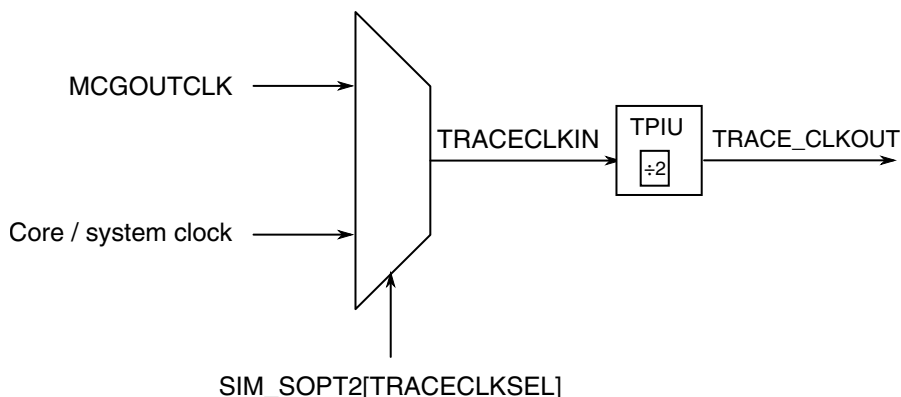 MCGOUTCLK
TRACECLKIN
TPIU
÷2
TRACE_CLKOUT
Core / system clock
SIM_SOPT2[TRACECLKSEL]